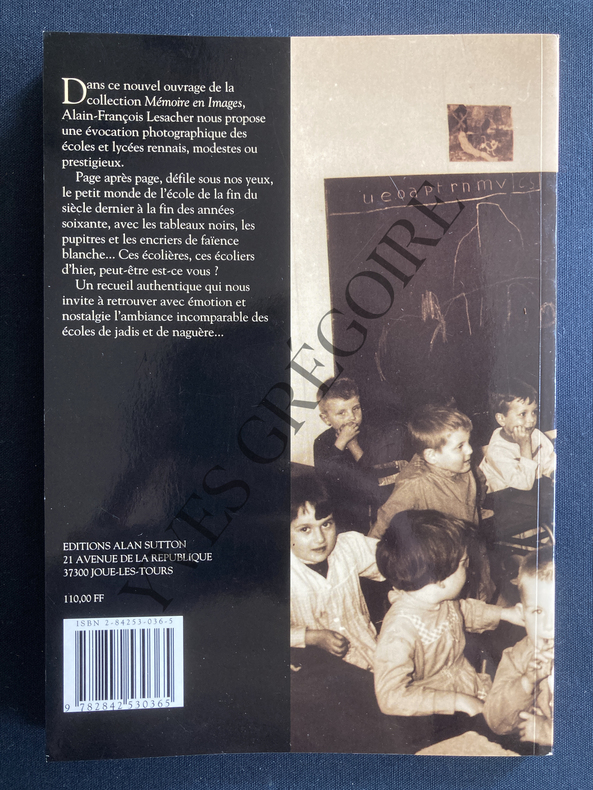 Dans ce nouvel ouvrage de la
collection Mémoire en Images,
Alain-François Lesacher nous propose
une évocation photographique des
écoles et lycées rennais, modestes ou
prestigieux.
Page après page, défile sous nos yeux,
le petit monde de l'école de la fin du
siècle dernier à la fin des années
soixante, avec les tableaux noirs, les
pupitres et les encriers de faïence
blanche... Ces écolières, ces écoliers
d'hier, peut-être est-ce vous ?
Un recueil authentique qui nous
invite à retrouver avec émotion et
nostalgie l'ambiance incomparable des
écoles de jadis et de naguère...
EDITIONS ALAN SUTTON
21 AVENUE DE LA REPUBLIQUE
37300 JOUE-LES-TOURS
110,00 FF
ISBN 2-84253-036-5
9 782842 530365
u e o a p t r n m v
YVES GRÉGOIRE